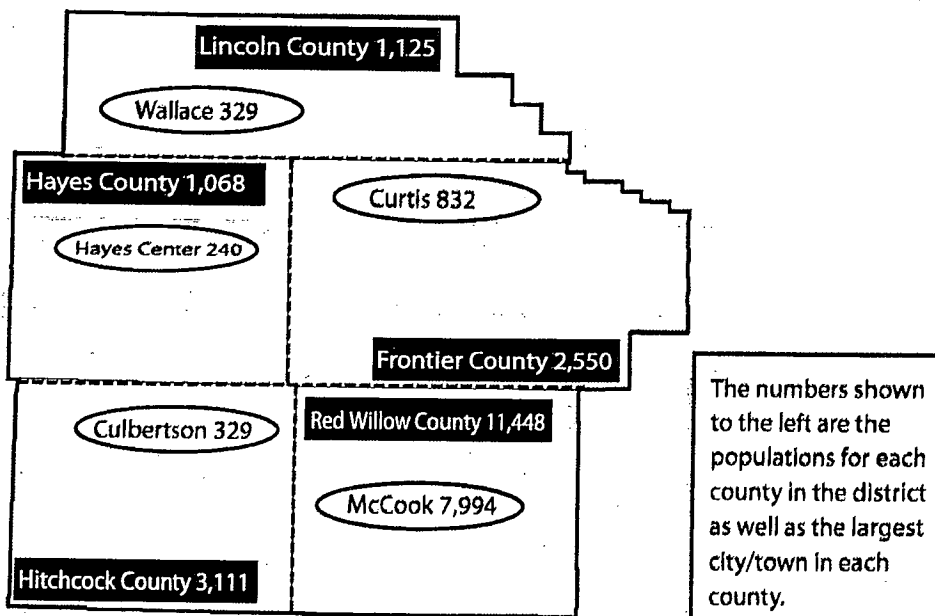 Lincoln County 1,125
Wallace 329
Hayes County 1,068
Curtis 832
Hayes Center 240
Frontier County 2,550
Culbertson 329
Red Willow County 11,448
McCook 7,994
Hitchcock County 3,111
The numbers shown
to the left are the
populations for each
county in the district
as well as the largest
city/town in each
county.